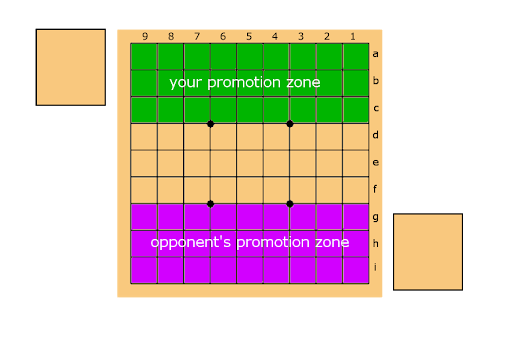 9 8 7 6 5 4 3 2 1
a
b
your promotion zone
c
d
e
f
g
h
opponent's promotion zone
i